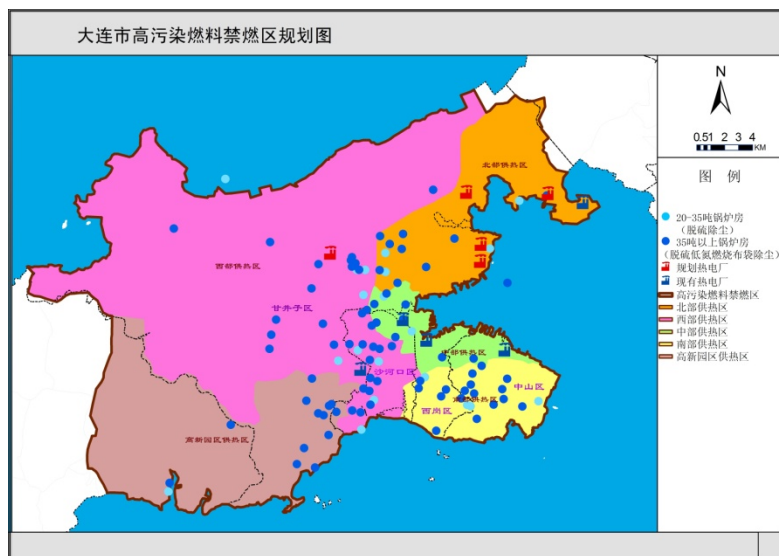 大连市高污染燃料禁燃区规划图
N
0.51 2 3 4
KM
图 例
20-35吨锅炉房
(脱硫除尘)
35吨以上锅炉房
(脱硫低氮燃烧布袋除尘)
规划热电厂
现有热电厂
高污染燃料禁燃区
北部供热区
西部供热区
中部供热区
南部供热区
高新园区供热区
北部供热区
西部供热区
甘井子区
中部供热区
沙河口区
中山区
南部供热区
西岗区
高新园区供热区